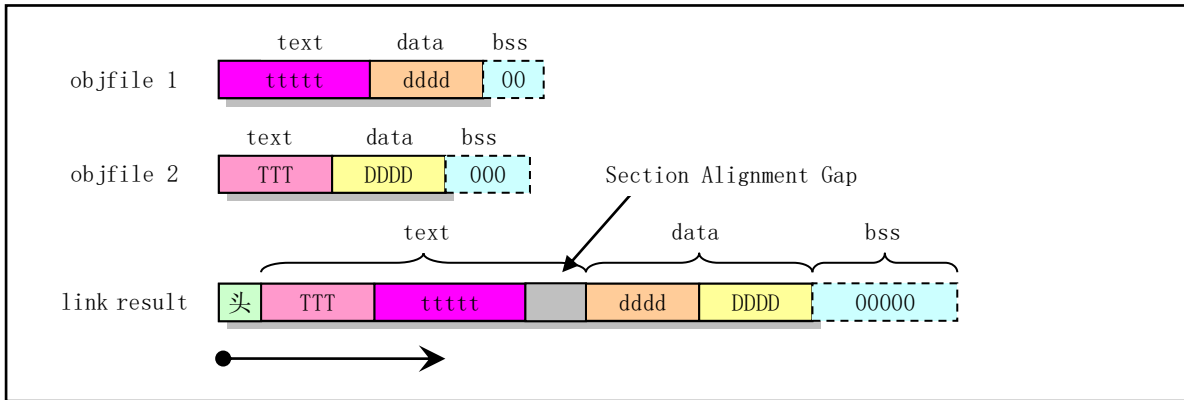 text data bss
objfile 1 ttttt dddd 00
text data bss
objfile 2 TTT DDDD 000
Section Alignment Gap
text data bss
link result 头 TTT ttttt dddd DDDD 00000